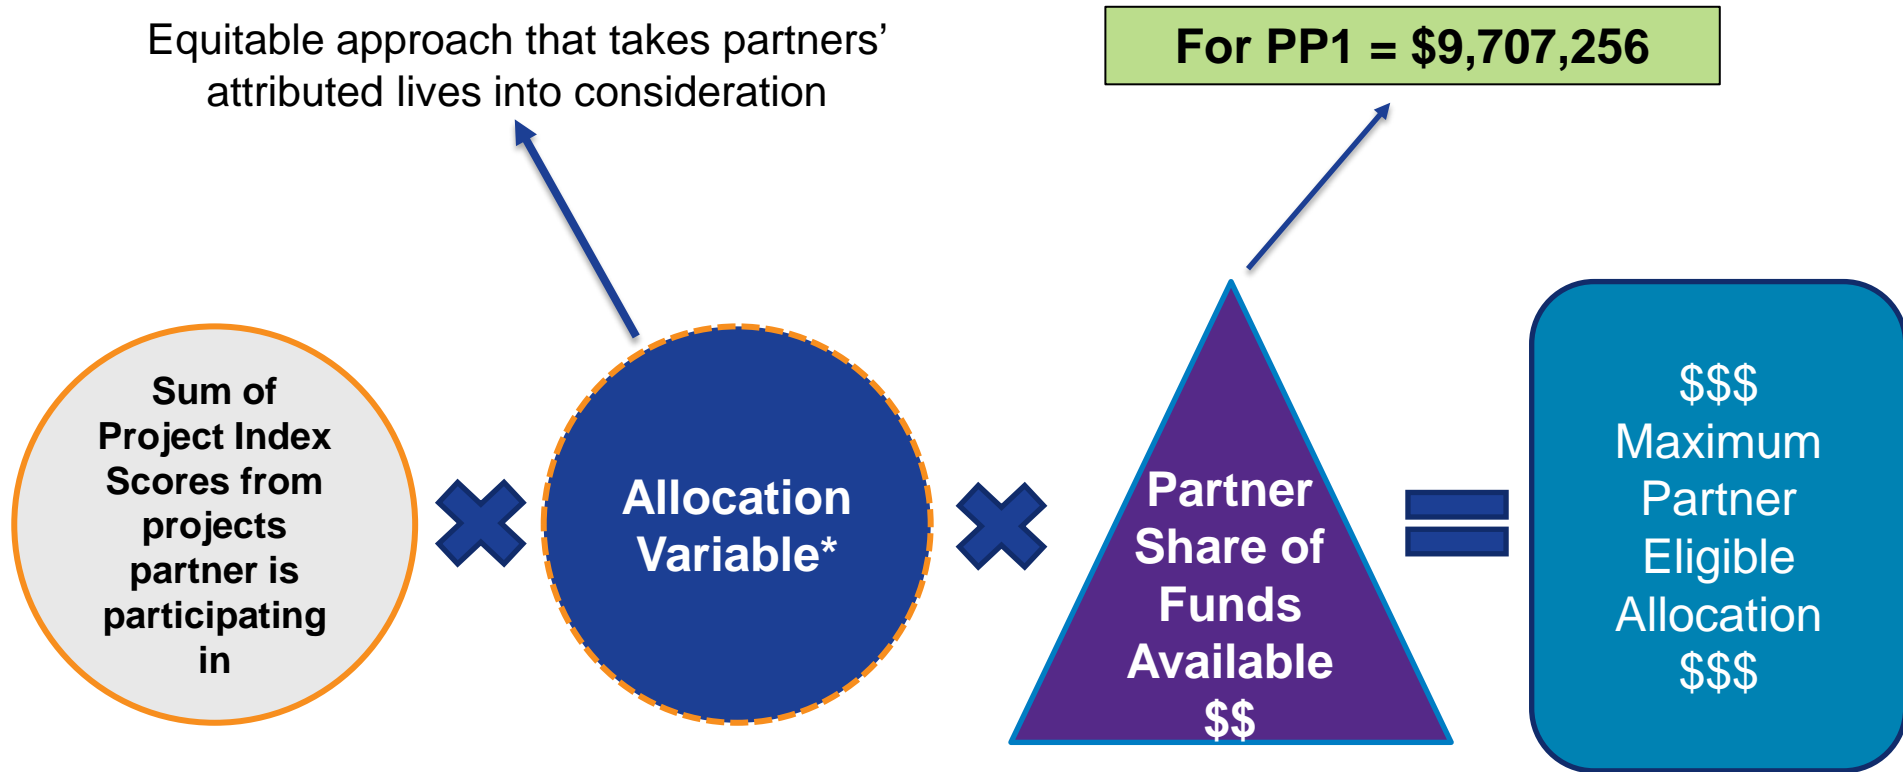 Equitable approach that takes partners’
attributed lives into consideration
For PP1 = $9,707,256
Sum of
Project Index
Scores from
projects
partner is
participating
in
Allocation
Variable*
Partner
Share of
Funds
Available
$$
$$$
Maximum
Partner
Eligible
Allocation
$$$